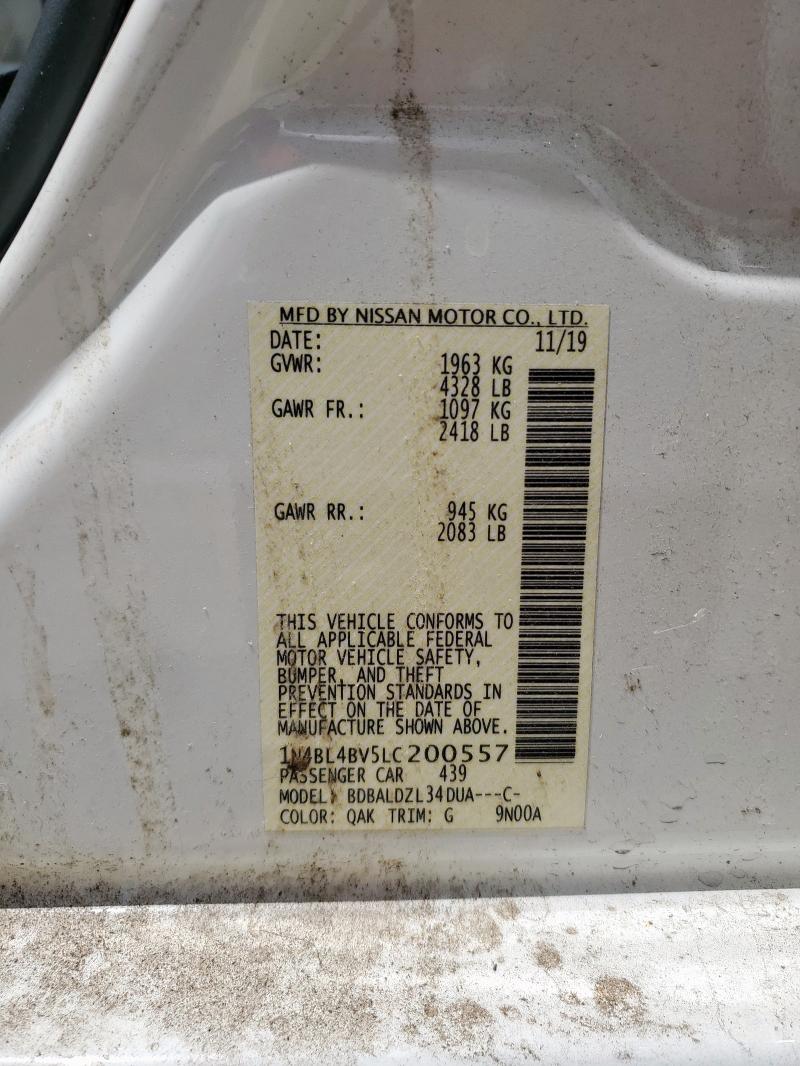 MFD BY NISSAN MOTOR CO., LTD.
DATE: 11/19
GVWR: 1963 KG
4328 LB
GAWR FR.: 1097 KG
2418 LB
GAWR RR.: 945 KG
2083 LB
THIS VEHICLE CONFORMS TO
ALL APPLICABLE FEDERAL
MOTOR VEHICLE SAFETY,
BUMPER, AND THEFT
PREVENTION STANDARDS IN
EFFECT ON THE DATE OF
MANUFACTURE SHOWN ABOVE.
1N4BL4BV5LC200557
PASSENGER CAR 439
MODEL: BDBALDZL34DUA---C-
COLOR: QAK TRIM: G 9N00A